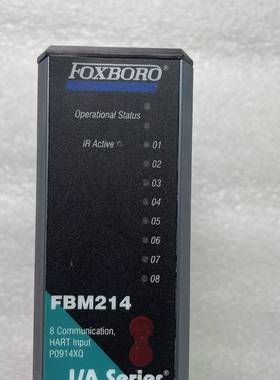 FOXBORO
Operational Status
IR Active
01
02
03
04
05
06
07
08
FBM214
8 Communication,
HART Input
P0914XQ
I/A Series